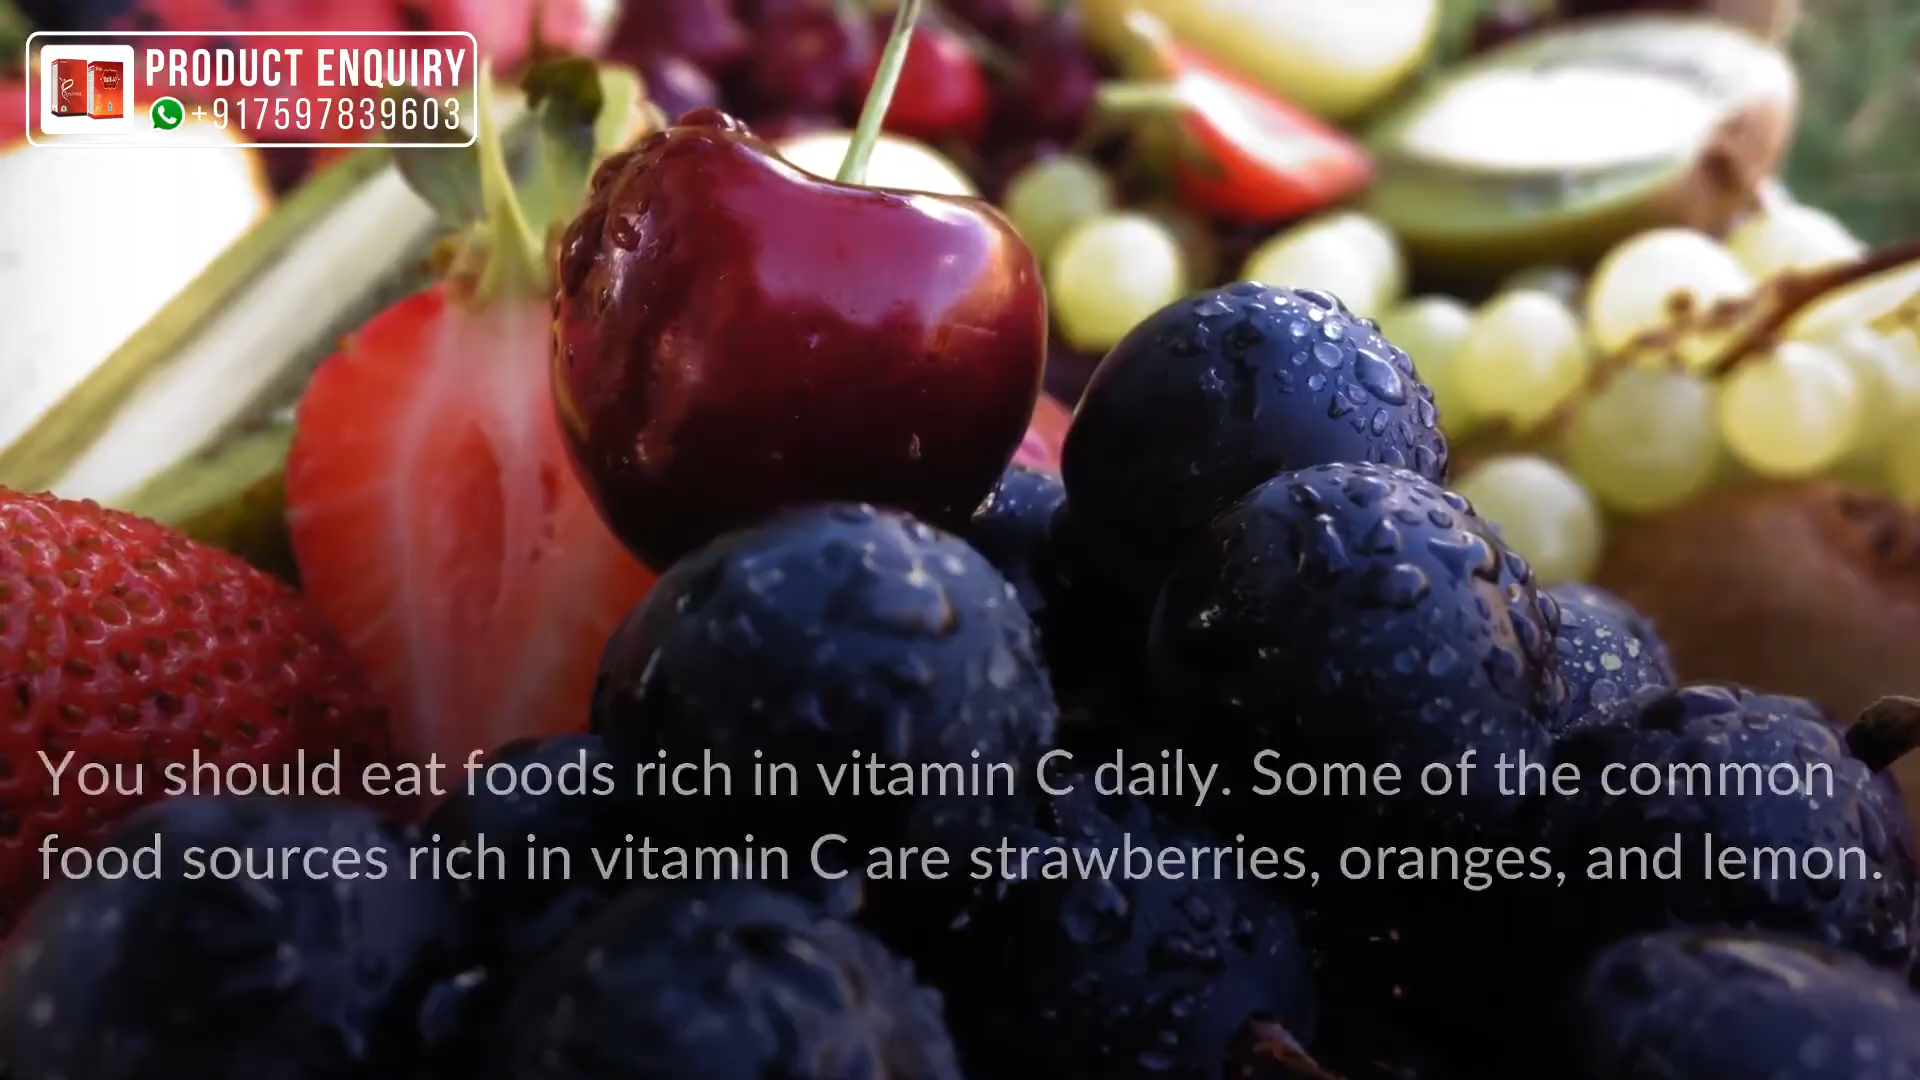 PRODUCT ENQUIRY
+917597839603
You should eat foods rich in vitamin C daily. Some of the common
food sources rich in vitamin C are strawberries, oranges, and lemon.